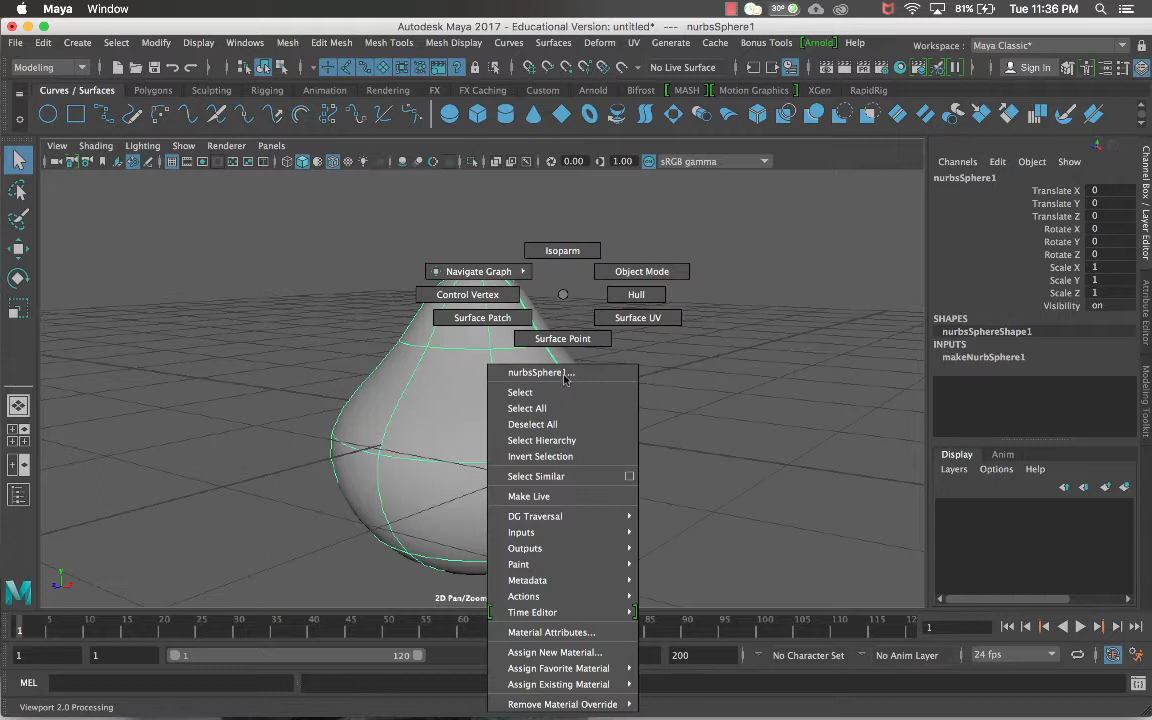 Maya Window 30° 81% Tue 11:36 PM
Autodesk Maya 2017 - Educational Version: untitled* --- nurbsSphere1
File Edit Create Select Modify Display Windows Mesh Edit Mesh Mesh Tools Mesh Display Curves Surfaces Deform UV Generate Cache Bonus Tools Arnold Help Workspace : Maya Classic*
Modeling No Live Surface Sign In
Curves / Surfaces Polygons Sculpting Rigging Animation Rendering FX FX Caching Custom Arnold Bifrost MASH Motion Graphics XGen RapidRig
View Shading Lighting Show Renderer Panels
0.00 1.00 sRGB gamma
Channels Edit Object Show
nurbsSphere1
Translate X 0
Translate Y 0
Translate Z 0
Rotate X 0
Rotate Y 0
Rotate Z 0
Scale X 1
Scale Y 1
Scale Z 1
Visibility on
SHAPES
nurbsSphereShape1
INPUTS
makeNurbSphere1
Channel Box / Layer Editor
Attribute Editor
Modeling Toolkit
Isoparm
Navigate Graph Object Mode
Control Vertex Hull
Surface Patch Surface UV
Surface Point
nurbsSphere1...
Select
Select All
Deselect All
Select Hierarchy
Invert Selection
Select Similar
Make Live
DG Traversal
Inputs
Outputs
Paint
Metadata
Actions
Time Editor
Material Attributes...
Assign New Material...
Assign Favorite Material
Assign Existing Material
Remove Material Override
Display Anim
Layers Options Help
2D Pan/Zoom
1 5 10 15 20 25 30 35 40 45 50 55 60 85 90 95 100 105 110 115 120 1
1 1 1 120 200 No Character Set No Anim Layer 24 fps
MEL
Viewport 2.0 Processing